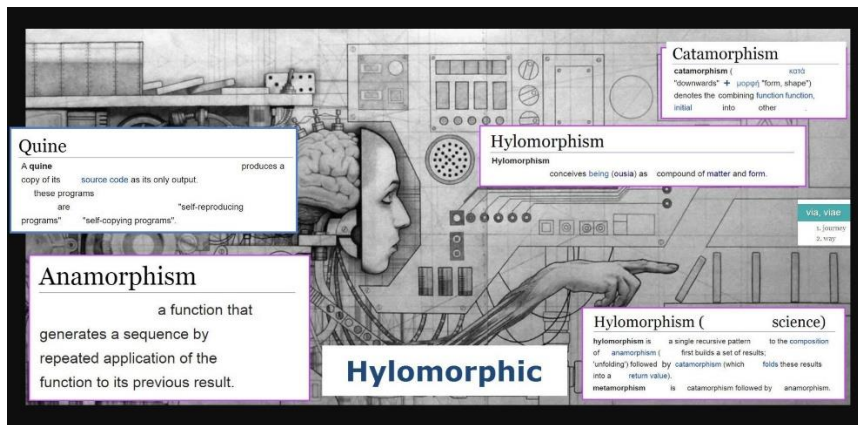 Catamorphism
catamorphism ( κατά
"downwards" + μορφή "form, shape")
denotes the combining function function,
initial into other .
Quine
A quine produces a
copy of its source code as its only output.
these programs
are "self-reproducing
programs" "self-copying programs".
Hylomorphism
Hylomorphism
conceives being (ousia) as compound of matter and form.
via, viae
1. journey
2. way
Anamorphism
a function that
generates a sequence by
repeated application of the
function to its previous result.
Hylomorphic
Hylomorphism ( science)
hylomorphism is a single recursive pattern to the composition
of anamorphism ( first builds a set of results;
'unfolding') followed by catamorphism (which folds these results
into a return value).
metamorphism is catamorphism followed by anamorphism.